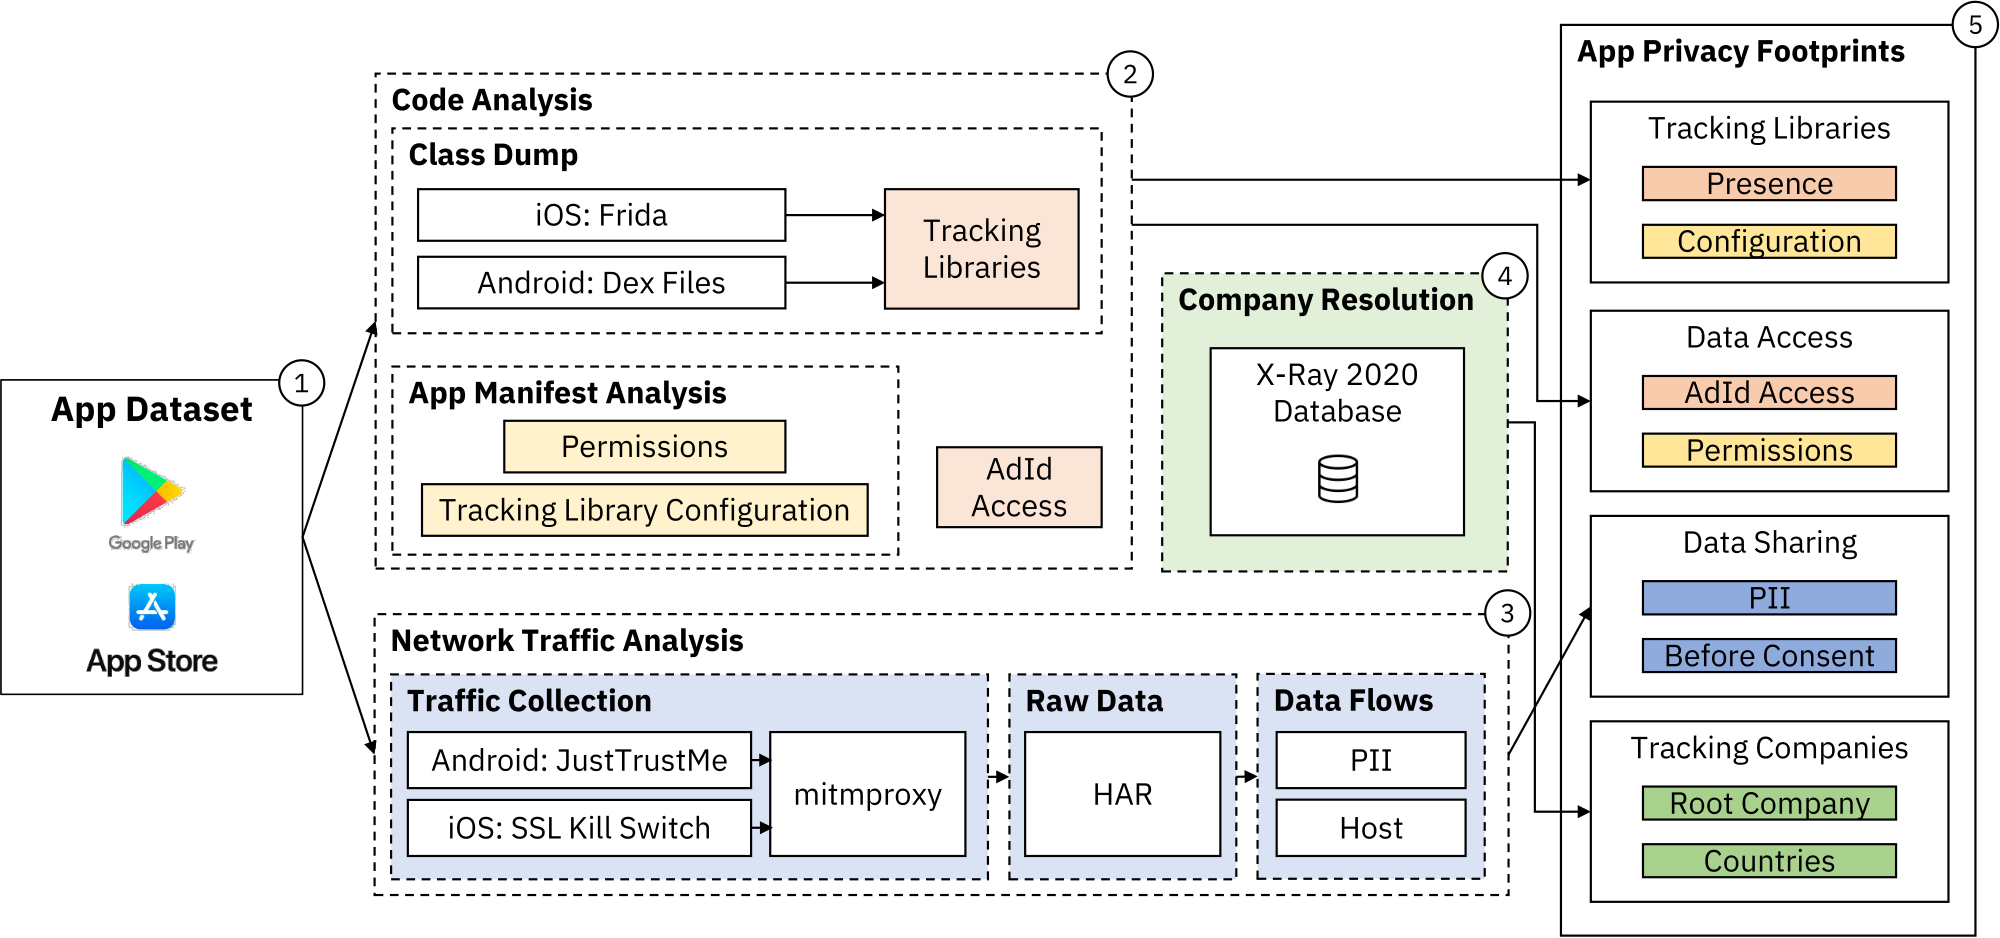 1
App Dataset
Google Play
App Store
2
Code Analysis
Class Dump
iOS: Frida
Android: Dex Files
Tracking
Libraries
App Manifest Analysis
Permissions
Tracking Library Configuration
AdId
Access
3
Network Traffic Analysis
Traffic Collection
Android: JustTrustMe
iOS: SSL Kill Switch
mitmproxy
Raw Data
HAR
Data Flows
PII
Host
4
Company Resolution
X-Ray 2020
Database
5
App Privacy Footprints
Tracking Libraries
Presence
Configuration
Data Access
AdId Access
Permissions
Data Sharing
PII
Before Consent
Tracking Companies
Root Company
Countries